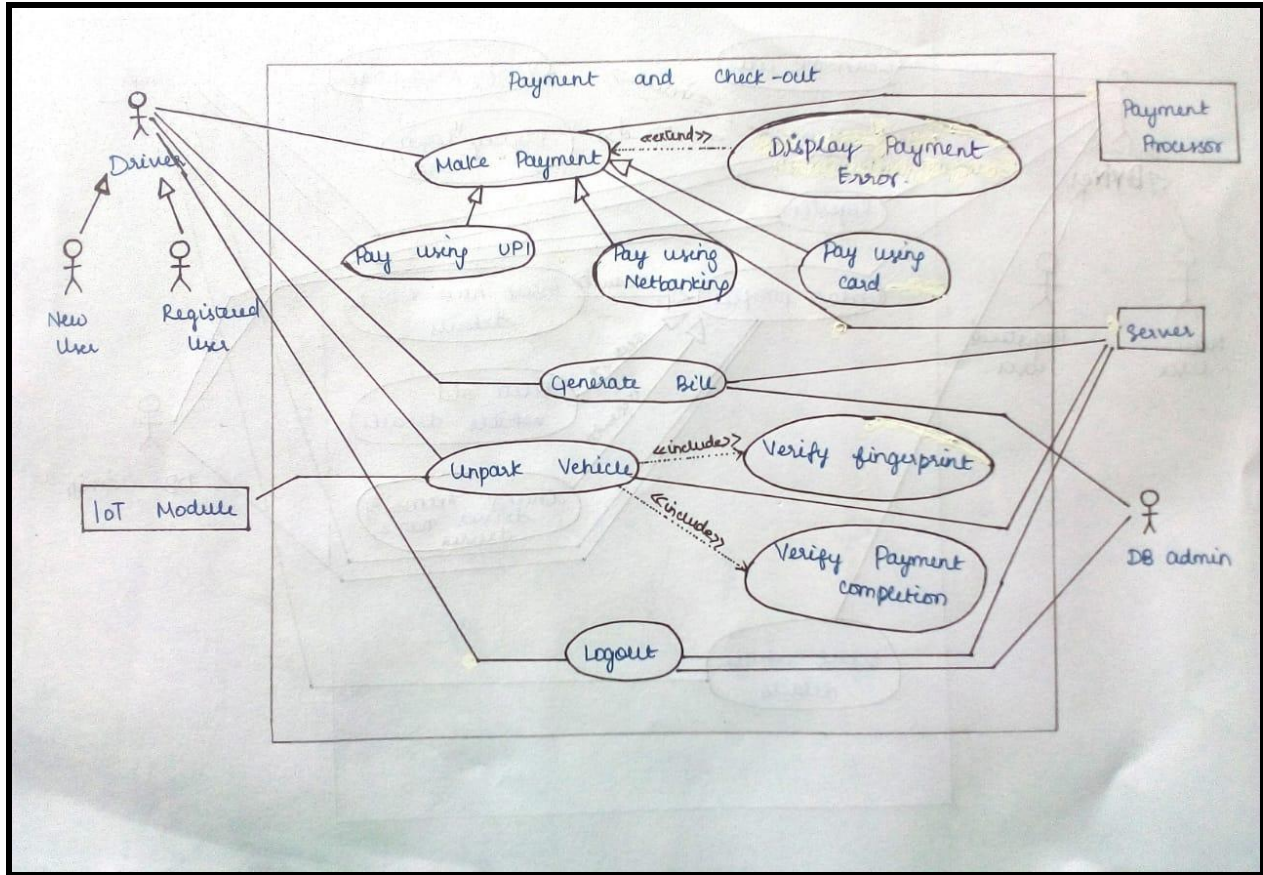 Payment and check-out
Payment
Processor
Driver
Make Payment
<<extend>>
Display Payment
Error.
Pay using UPI
Pay using
Netbanking
Pay using
card
New
User
Registered
User
Server
Generate Bill
Unpark Vehicle
<<include>>
Verify fingerprint
IoT Module
<<include>>
Verify Payment
completion
DB admin
Logout